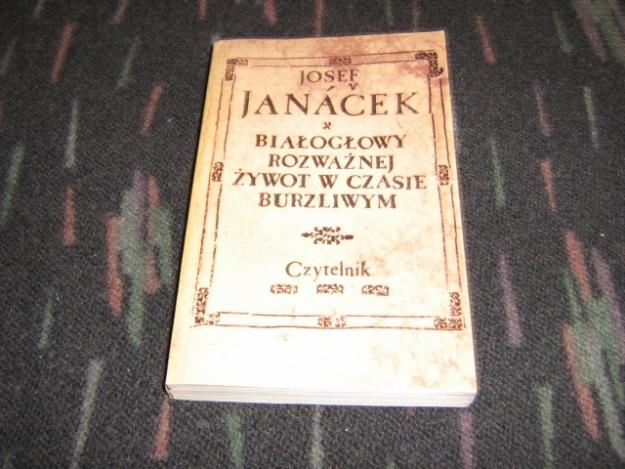 JOSEF
JANÁČEK
BIAŁOGŁOWY
ROZWAŻNEJ
ŻYWOT W CZASIE
BURZLIWYM
Czytelnik